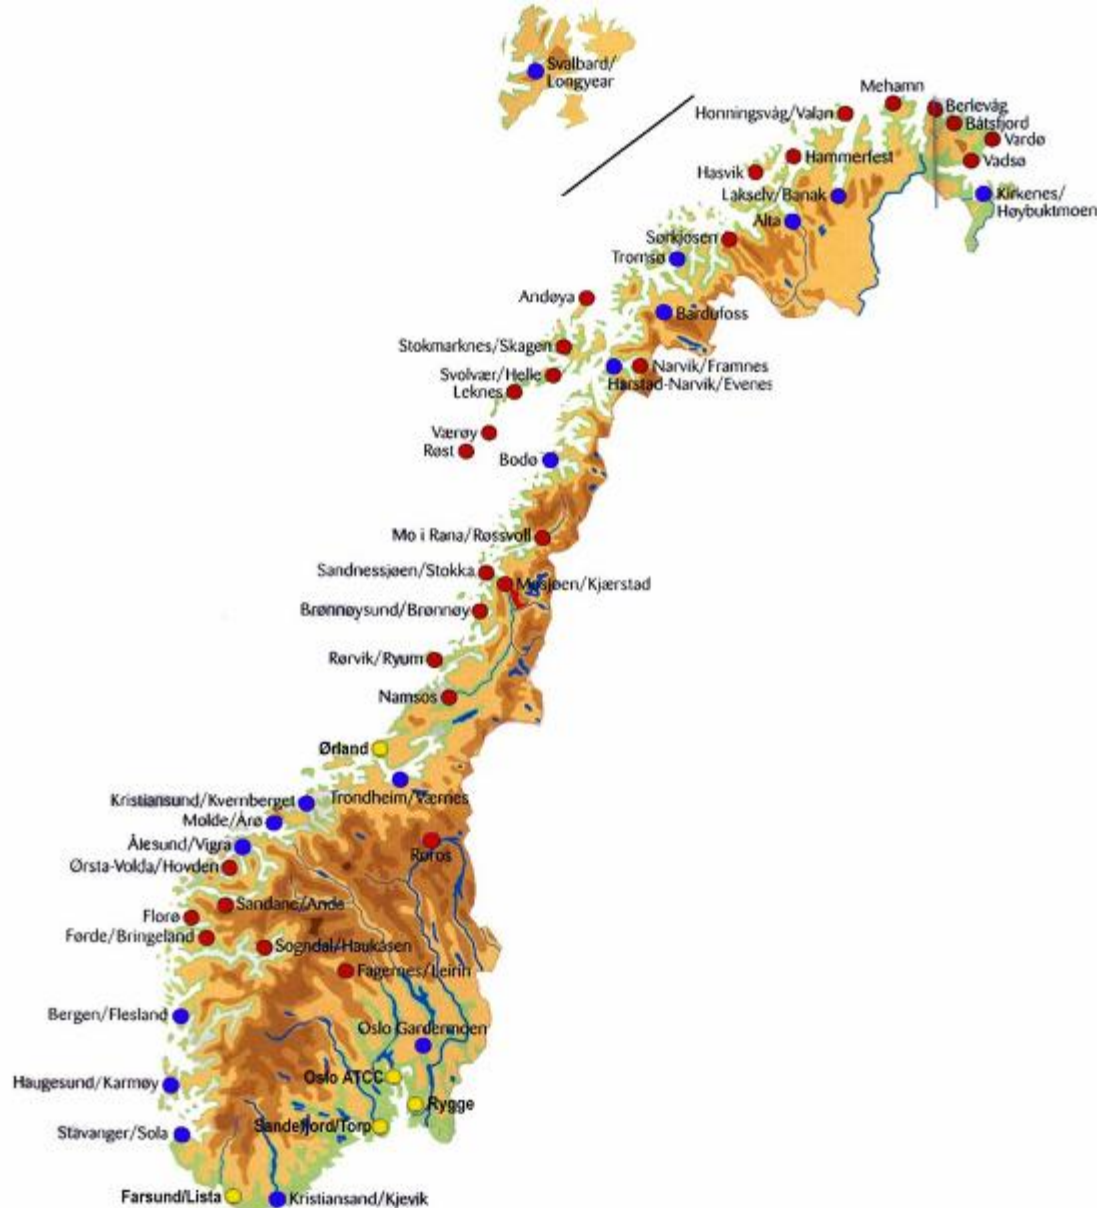 Svalbard/
Longyear
Mehamn
Berlevåg
Honningsvåg/Valan
Båtsfjord
Vardø
Hammerfest
Vadsø
Hasvik
Lakselv/Banak
Kirkenes/
Høybuktmoen
Alta
Sørkjosen
Tromsø
Andøya
Bardufoss
Stokmarknes/Skagen
Narvik/Framnes
Svolvær/Helle
Harstad-Narvik/Evenes
Leknes
Værøy
Røst
Bodø
Mo i Rana/Røssvoll
Sandnessjøen/Stokka
Mosjøen/Kjærstad
Brønnøysund/Brønnøy
Rørvik/Ryum
Namsos
Ørland
Trondheim/Værnes
Kristiansund/Kvernberget
Molde/Årø
Ålesund/Vigra
Røros
Ørsta-Volda/Hovden
Sandane/Anda
Florø
Førde/Bringeland
Sogndal/Haukåsen
Fagernes/Leirin
Bergen/Flesland
Oslo Gardermoen
Oslo ATCC
Haugesund/Karmøy
Rygge
Sandefjord/Torp
Stavanger/Sola
Farsund/Lista
Kristiansand/Kjevik